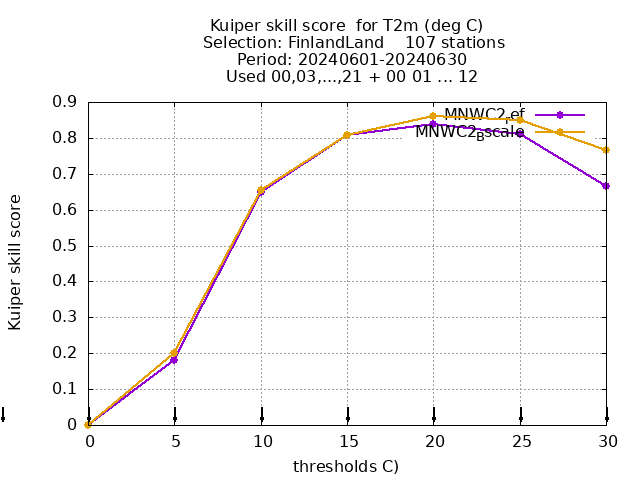 Kuiper skill score for T2m (deg C)
Selection: FinlandLand 107 stations
Period: 20240601-20240630
Used 00,03,...,21 + 00 01 ... 12
MNWC2ref
MNWC2Bscale
0.9
0.8
0.7
0.6
0.5
0.4
0.3
0.2
0.1
0
Kuiper skill score
0 5 10 15 20 25 30
thresholds C)